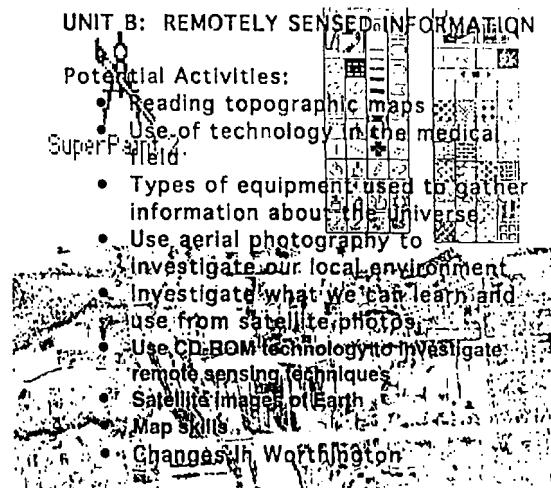 UNIT B: REMOTELY SENSED INFORMATION
Potential Activities:
• Reading topographic maps
• Use of technology in the medical
SuperPaint 2.
field
• Types of equipment used to gather
information about the universe
• Use aerial photography to
investigate our local environment
• Investigate what we can learn and
use from satellite photos
• Use CD-ROM technology to investigate
remote sensing techniques
• Satellite images of Earth
• Map skills
• Changes in Worthington